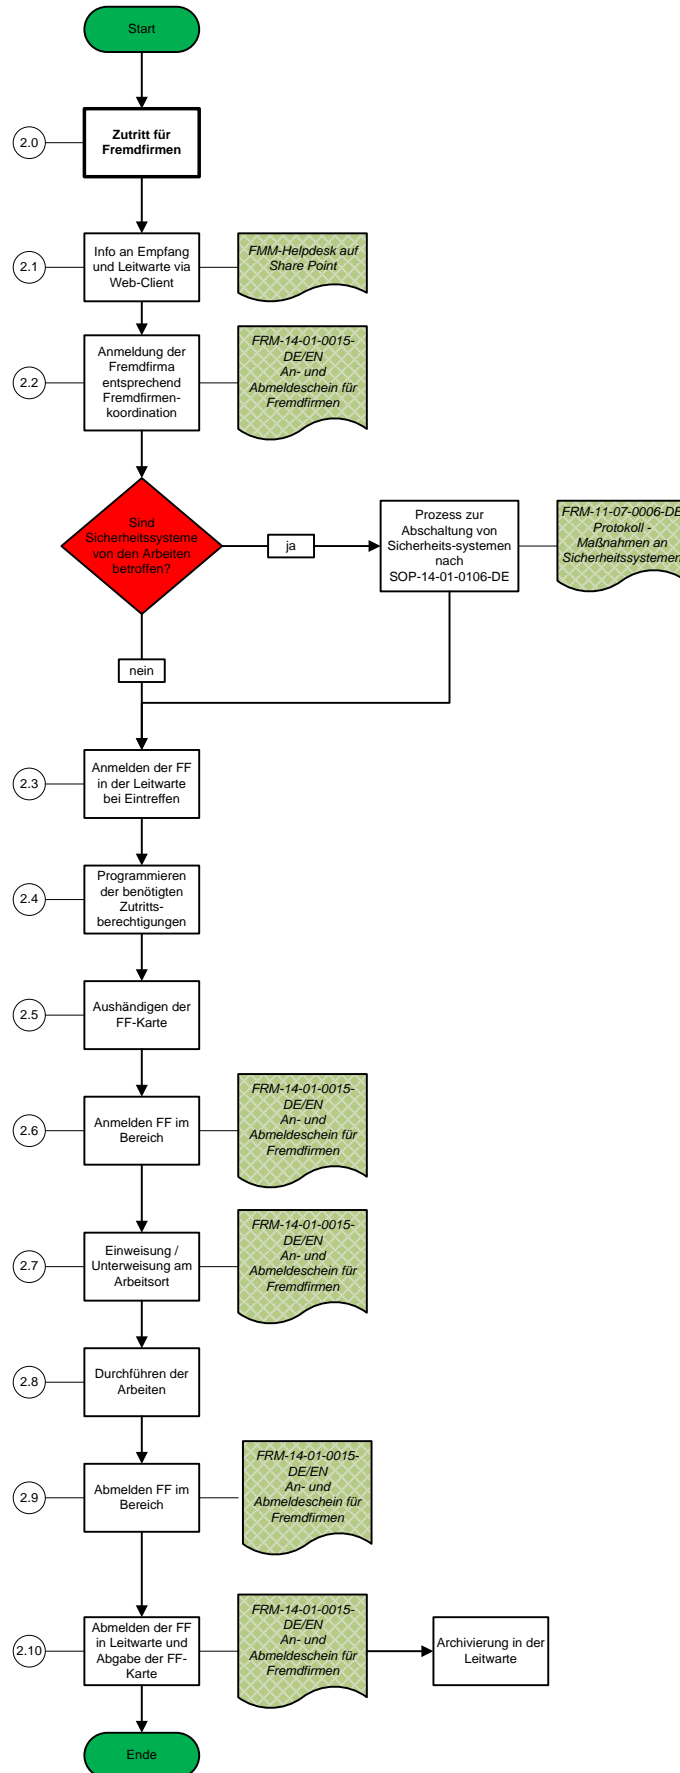 Start
2.0
Zutritt für
Fremdfirmen
2.1
Info an Empfang
und Leitwarte via
Web-Client
FMM-Helpdesk auf
Share Point
2.2
Anmeldung der
Fremdfirma
entsprechend
Fremdfirmen-
koordination
FRM-14-01-0015-
DE/EN
An- und
Abmeldeschein für
Fremdfirmen
Sind
Sicherheitssysteme
von den Arbeiten
betroffen?
ja
Prozess zur
Abschaltung von
Sicherheits-systemen
nach
SOP-14-01-0106-DE
FRM-11-07-0006-DE
Protokoll -
Maßnahmen an
Sicherheitssystemen
nein
2.3
Anmelden der FF
in der Leitwarte
bei Eintreffen
2.4
Programmieren
der benötigten
Zutritts-
berechtigungen
2.5
Aushändigen der
FF-Karte
2.6
Anmelden FF im
Bereich
FRM-14-01-0015-
DE/EN
An- und
Abmeldeschein für
Fremdfirmen
2.7
Einweisung /
Unterweisung am
Arbeitsort
FRM-14-01-0015-
DE/EN
An- und
Abmeldeschein für
Fremdfirmen
2.8
Durchführen der
Arbeiten
2.9
Abmelden FF im
Bereich
FRM-14-01-0015-
DE/EN
An- und
Abmeldeschein für
Fremdfirmen
2.10
Abmelden der FF
in Leitwarte und
Abgabe der FF-
Karte
FRM-14-01-0015-
DE/EN
An- und
Abmeldeschein für
Fremdfirmen
Archivierung in der
Leitwarte
Ende